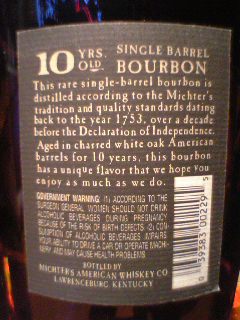 10 YRS. OLD
SINGLE BARREL
BOURBON
This rare single-barrel bourbon is
distilled according to the Michter's
tradition and quality standards dating
back to the year 1753, over a decade
before the Declaration of Independence.
Aged in charred white oak American
barrels for 10 years, this bourbon
has a unique flavor that we hope you
enjoy as much as we do.
GOVERNMENT WARNING: (1) ACCORDING TO THE
SURGEON GENERAL, WOMEN SHOULD NOT DRINK
ALCOHOLIC BEVERAGES DURING PREGNANCY
BECAUSE OF THE RISK OF BIRTH DEFECTS. (2) CON-
SUMPTION OF ALCOHOLIC BEVERAGES IMPAIRS
YOUR ABILITY TO DRIVE A CAR OR OPERATE MACHI-
NERY AND MAY CAUSE HEALTH PROBLEMS
BOTTLED BY
MICHTER'S AMERICAN WHISKEY CO
LAWRENCEBURG, KENTUCKY
0 39383 00229 5